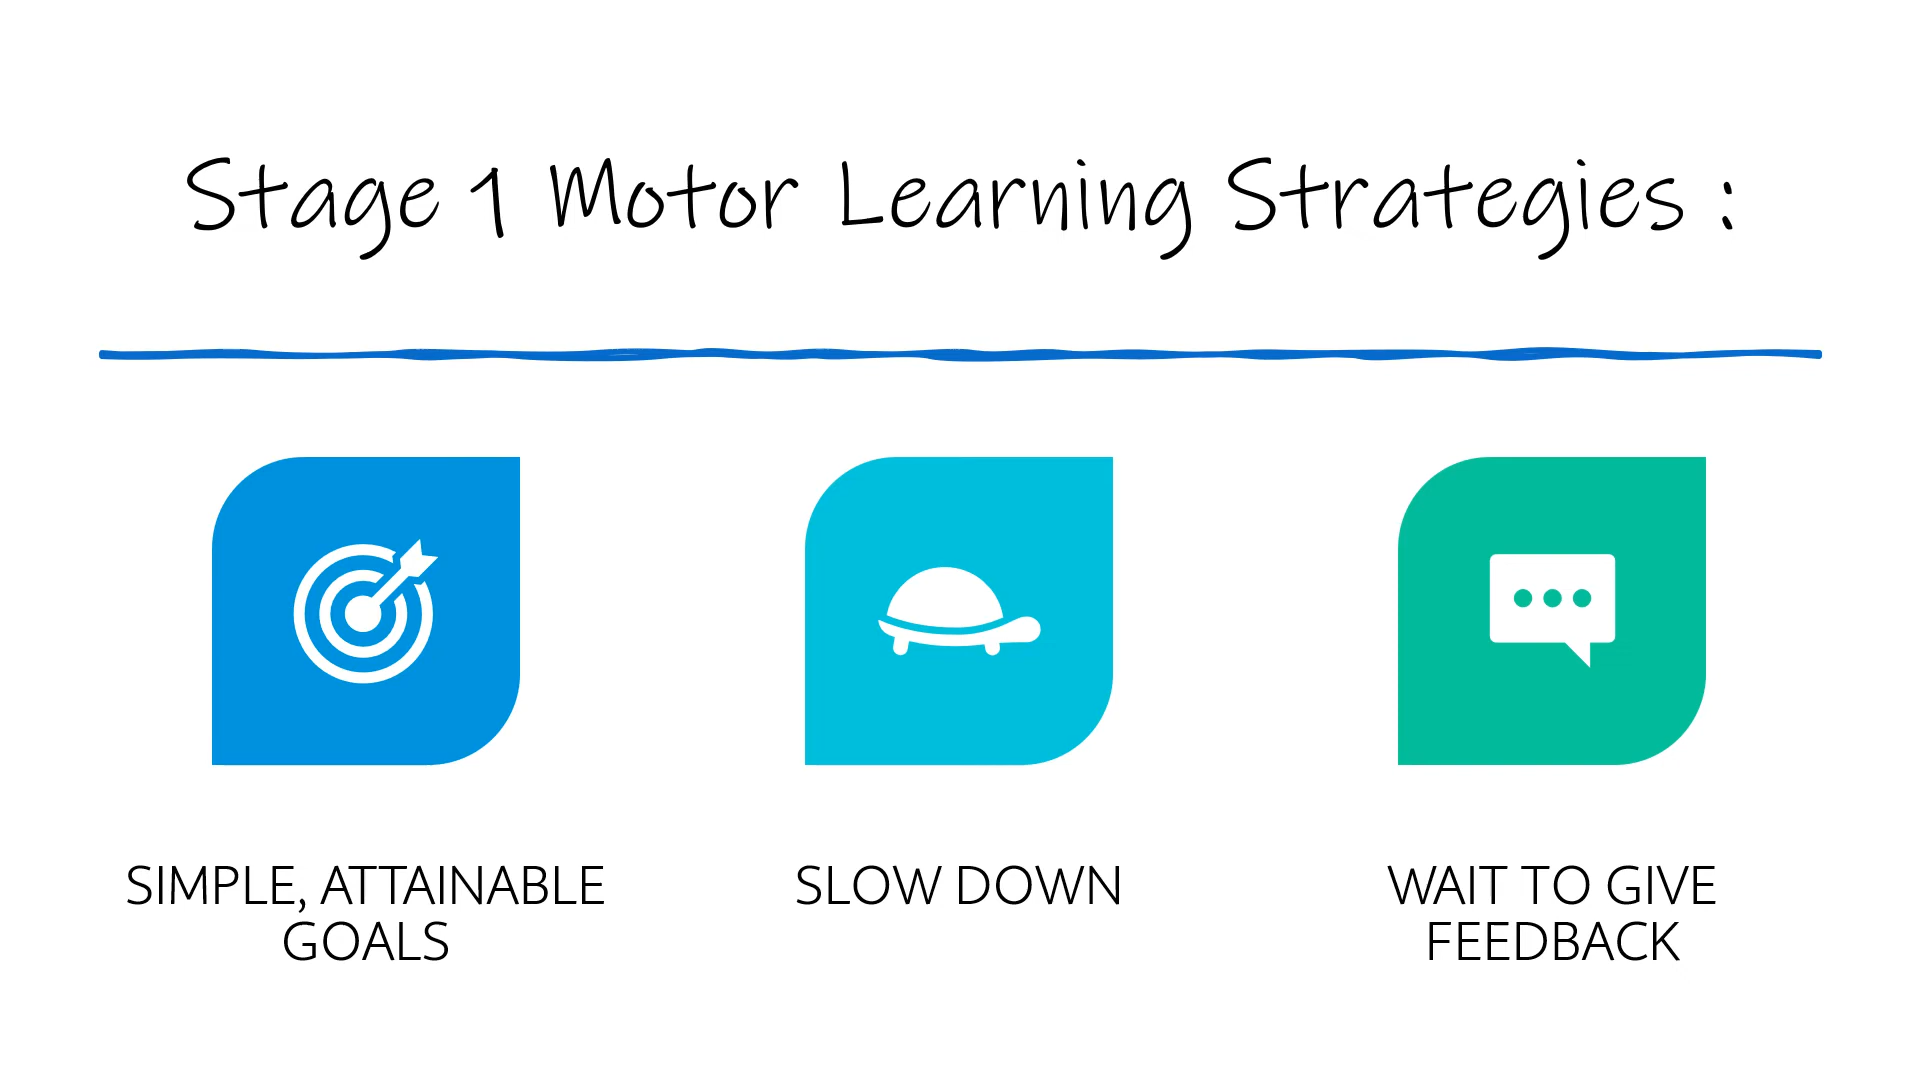 Stage 1 Motor Learning Strategies :
SIMPLE, ATTAINABLE
GOALS
SLOW DOWN
WAIT TO GIVE
FEEDBACK